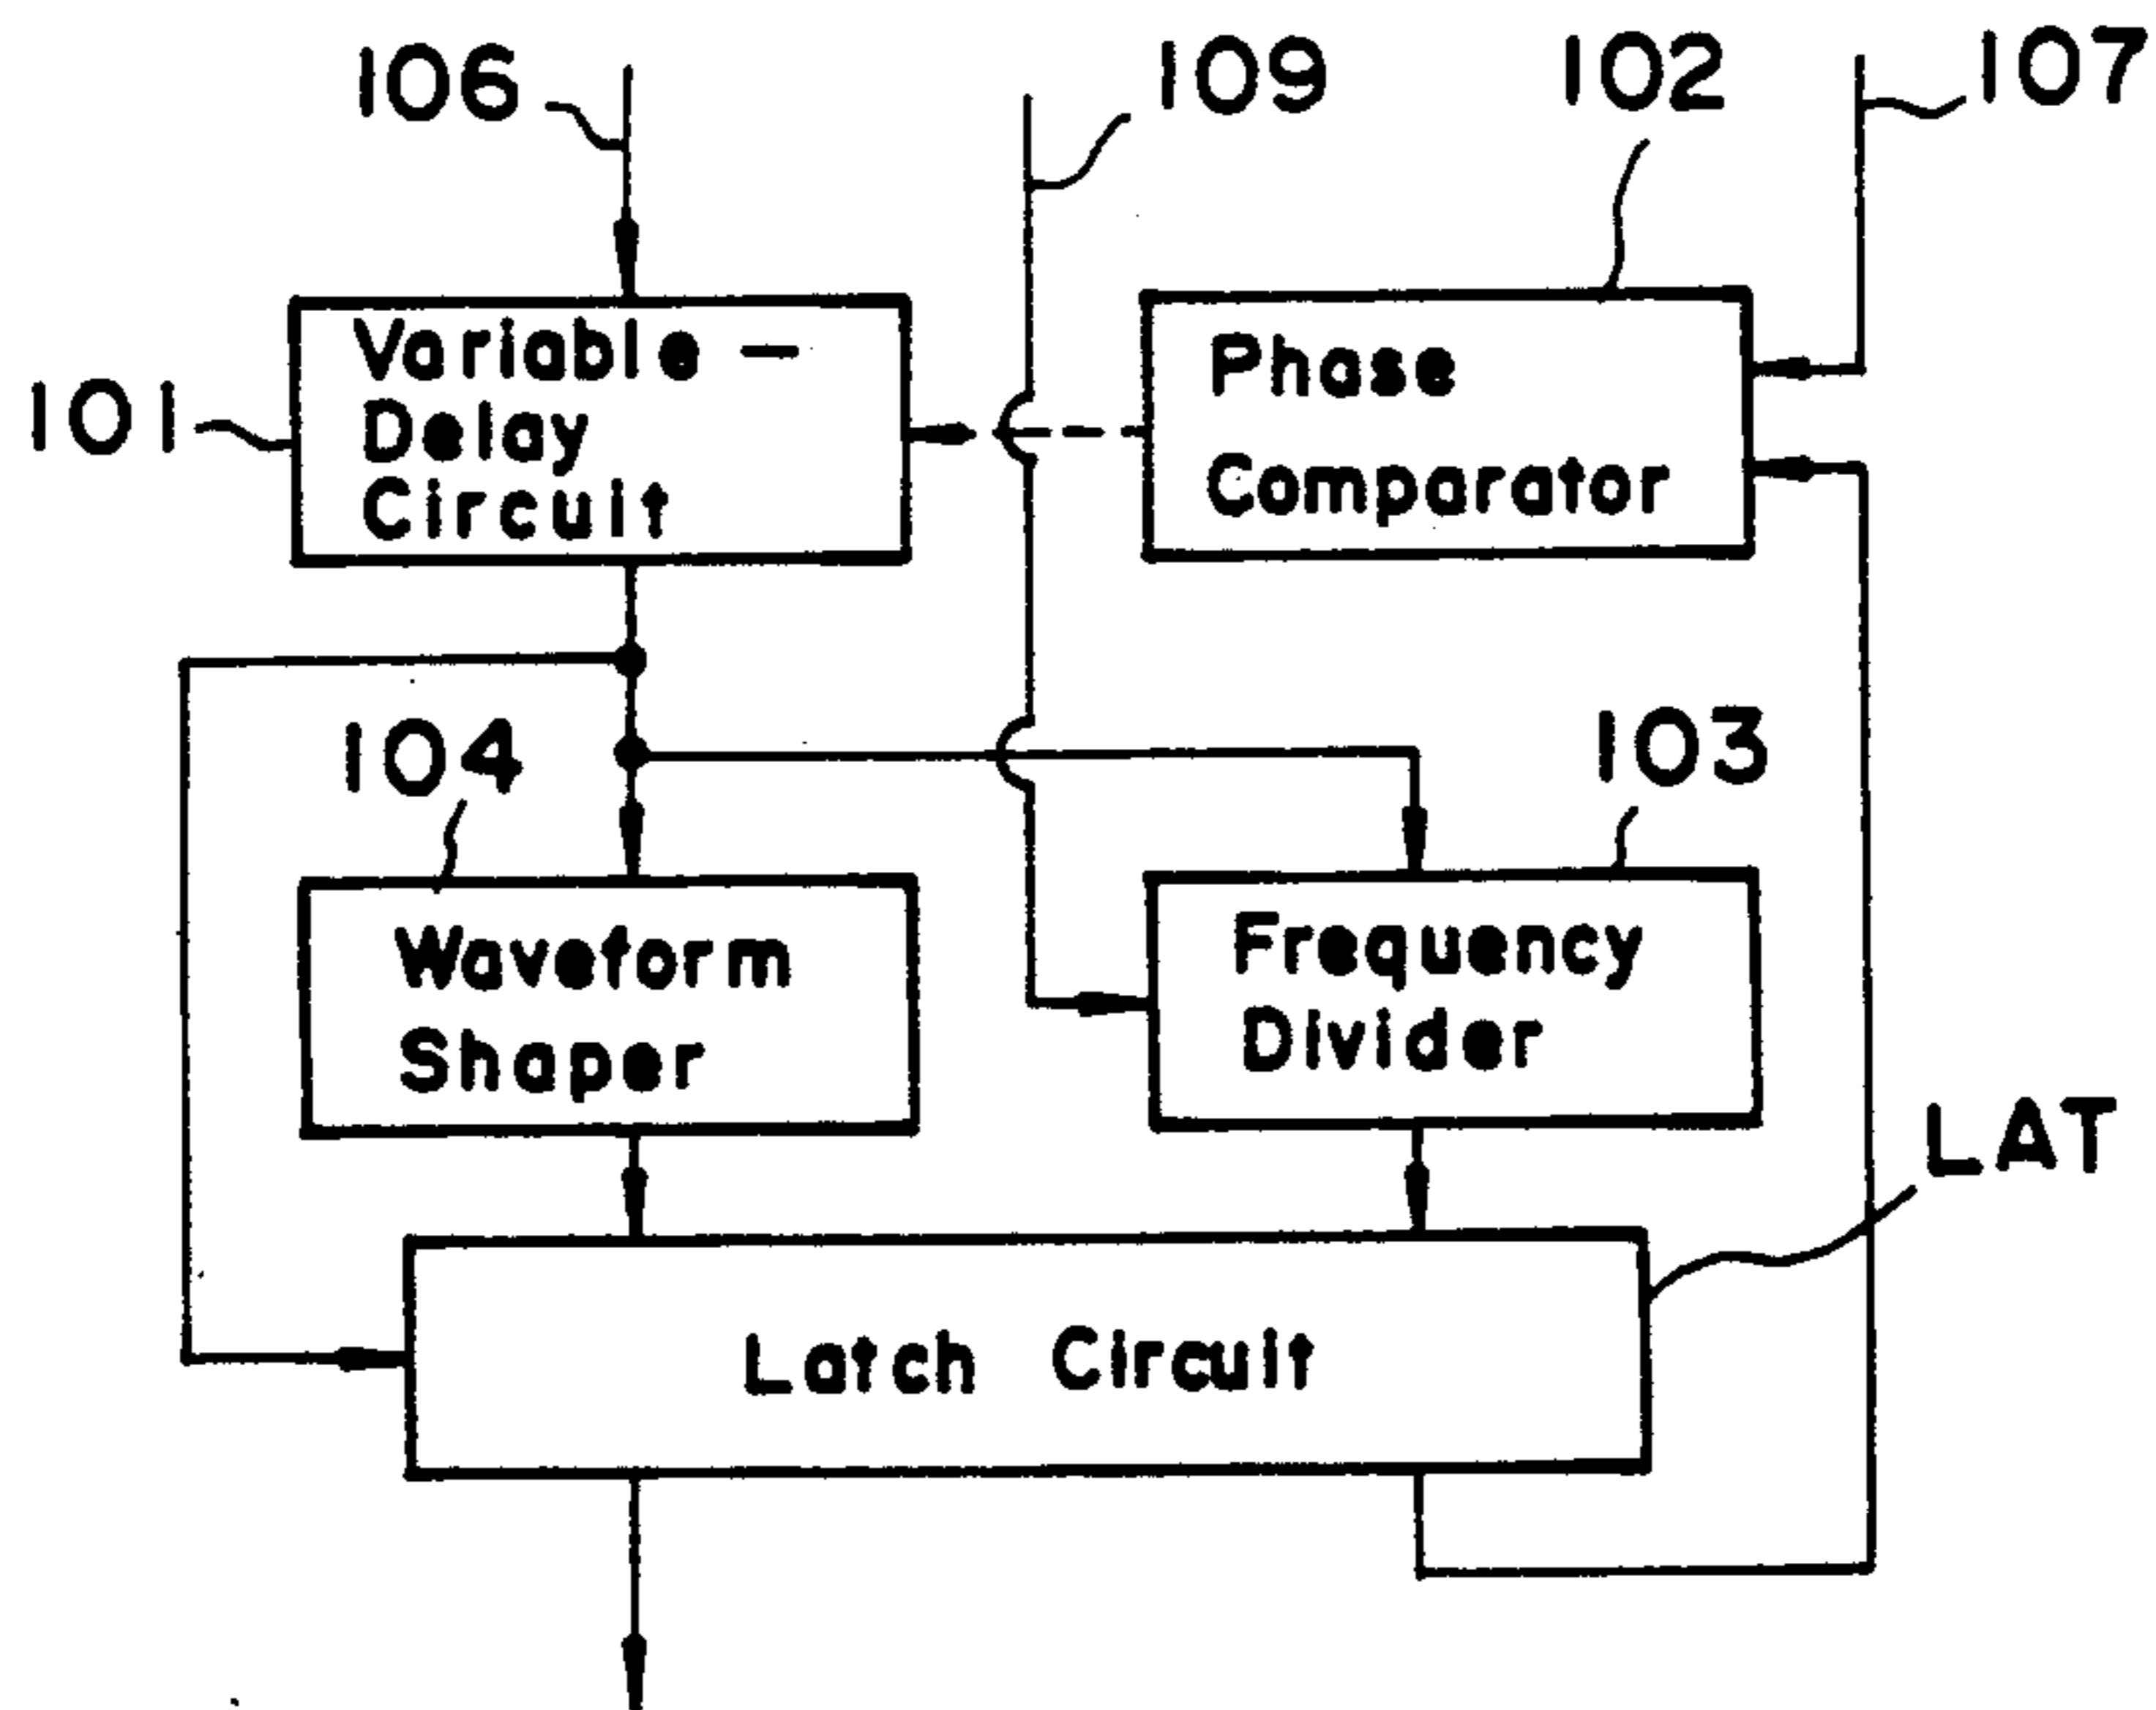 106
109
102
107
101
Variable –
Delay
Circuit
Phase
Comparator
104
103
Waveform
Shaper
Frequency
Divider
LAT
Latch Circuit